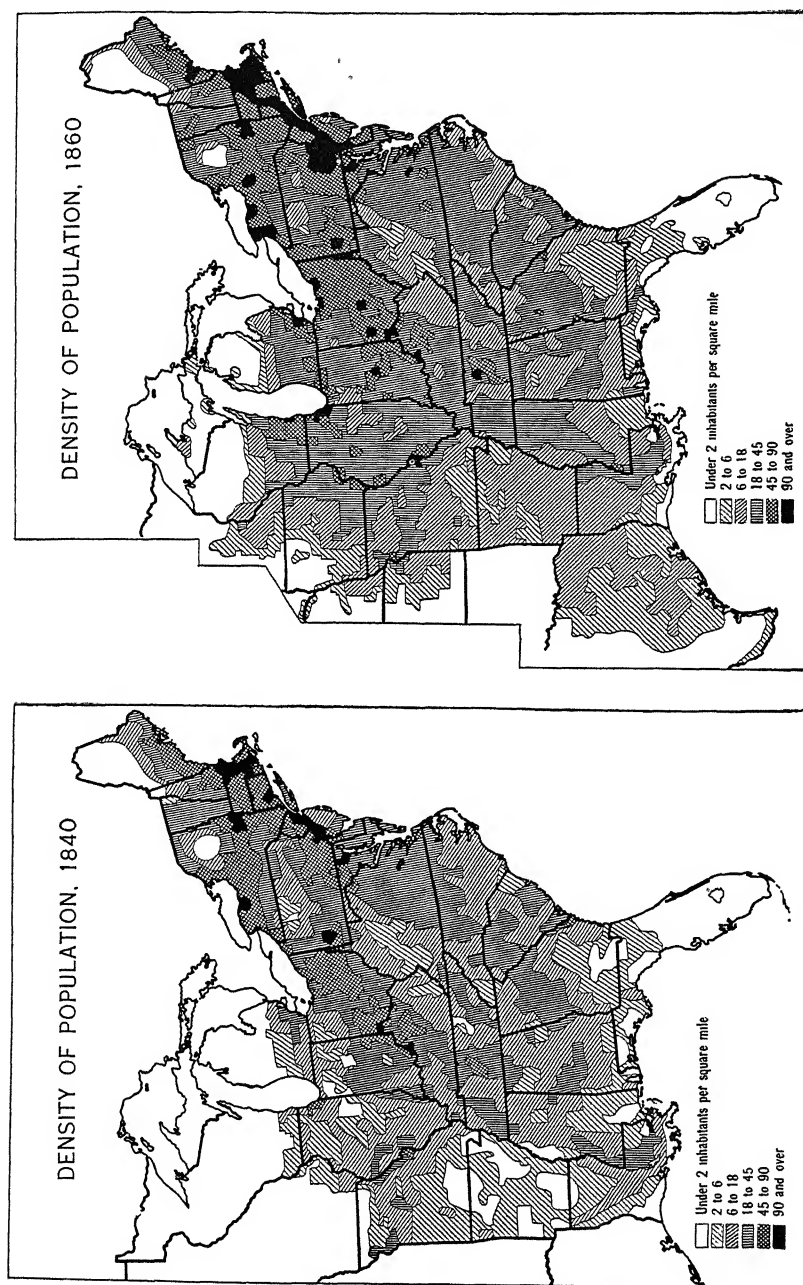 DENSITY OF POPULATION, 1840
Under 2 inhabitants per square mile
2 to 6
6 to 18
18 to 45
45 to 90
90 and over
DENSITY OF POPULATION, 1860
Under 2 inhabitants per square mile
2 to 6
6 to 18
18 to 45
45 to 90
90 and over